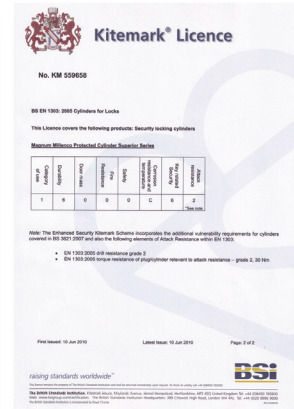 Kitemark® Licence
No. KM 559658
BS EN 1303: 2005 Cylinders for Locks
This Licence covers the following products: Security locking cylinders
Magnum Millenco Protected Cylinder Superior Series
Category of use
Durability
Door mass
Fire Resistance
Safety
Corrosion resistance and temperature
Key related Security
Attack resistance
1 6 0 0 0 C 6 2
*See note
Note: The Enhanced Security Kitemark Scheme incorporates the additional vulnerability requirements for cylinders
covered in BS 3621:2007 and also the following elements of Attack Resistance within EN 1303:
• EN 1303:2005 drill resistance grade 2
• EN 1303:2005 torque resistance of plug/cylinder relevant to attack resistance – grade 2, 30 Nm
First Issued: 10 Jun 2010 Latest Issue: 10 Jun 2010 Page: 2 of 2
raising standards worldwide™
BSi